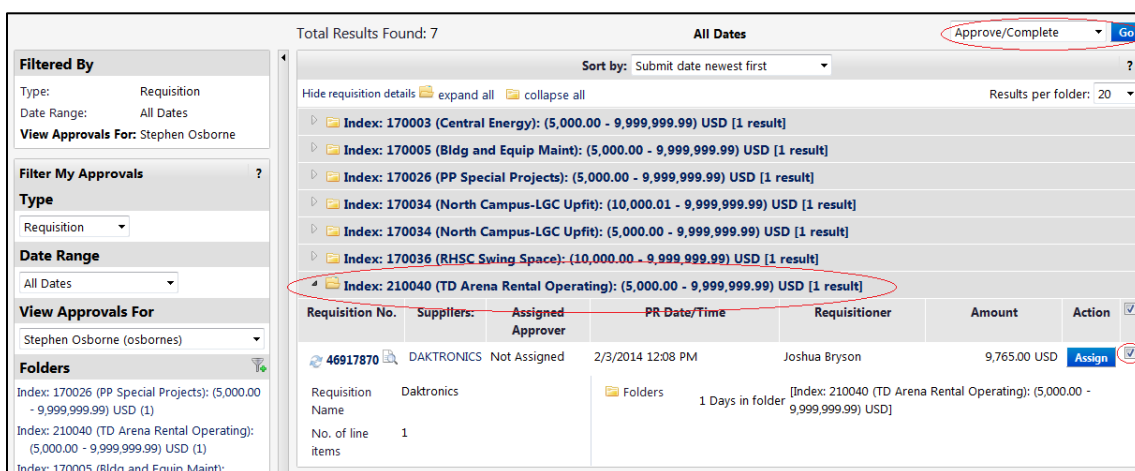 Total Results Found: 7
All Dates
Approve/Complete
Go
Filtered By
Type: Requisition
Date Range: All Dates
View Approvals For: Stephen Osborne
Filter My Approvals ?
Type
Requisition
Date Range
All Dates
View Approvals For
Stephen Osborne (osbornes)
Folders
Index: 170026 (PP Special Projects): (5,000.00
- 9,999,999.99) USD (1)
Index: 210040 (TD Arena Rental Operating):
(5,000.00 - 9,999,999.99) USD (1)
Index: 170005 (Bldg and Equip Maint):
Sort by: Submit date newest first ?
Hide requisition details expand all collapse all Results per folder: 20
Index: 170003 (Central Energy): (5,000.00 - 9,999,999.99) USD [1 result]
Index: 170005 (Bldg and Equip Maint): (5,000.00 - 9,999,999.99) USD [1 result]
Index: 170026 (PP Special Projects): (5,000.00 - 9,999,999.99) USD [1 result]
Index: 170034 (North Campus-LGC Upfit): (10,000.01 - 9,999,999.99) USD [1 result]
Index: 170034 (North Campus-LGC Upfit): (5,000.00 - 9,999,999.99) USD [1 result]
Index: 170036 (RHSC Swing Space): (10,000.00 - 9,999,999.99) USD [1 result]
Index: 210040 (TD Arena Rental Operating): (5,000.00 - 9,999,999.99) USD [1 result]
Requisition No. Suppliers: Assigned PR Date/Time Requisitioner Amount Action
Approver
46917870 DAKTRONICS Not Assigned 2/3/2014 12:08 PM Joshua Bryson 9,765.00 USD Assign
Requisition Daktronics
Name
No. of line 1
items
Folders 1 Days in folder [Index: 210040 (TD Arena Rental Operating): (5,000.00 -
9,999,999.99) USD]